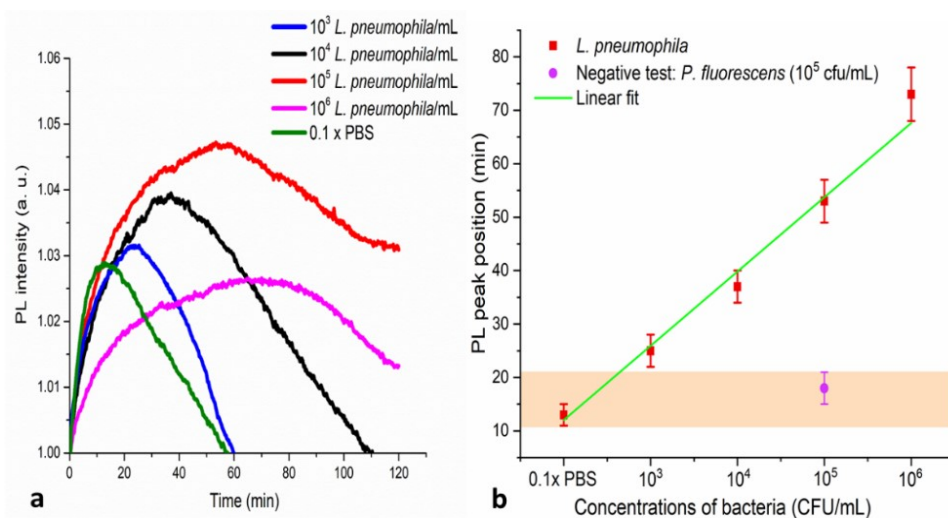 10³ L. pneumophila/mL
10⁴ L. pneumophila/mL
10⁵ L. pneumophila/mL
10⁶ L. pneumophila/mL
0.1 x PBS
PL intensity (a. u.)
1.06
1.05
1.04
1.03
1.02
1.01
1.00
0
20
40
60
80
100
120
Time (min)
a
L. pneumophila
Negative test: P. fluorescens (10⁵ cfu/mL)
Linear fit
PL peak position (min)
80
70
60
50
40
30
20
10
0.1x PBS
10³
10⁴
10⁵
10⁶
Concentrations of bacteria (CFU/mL)
b